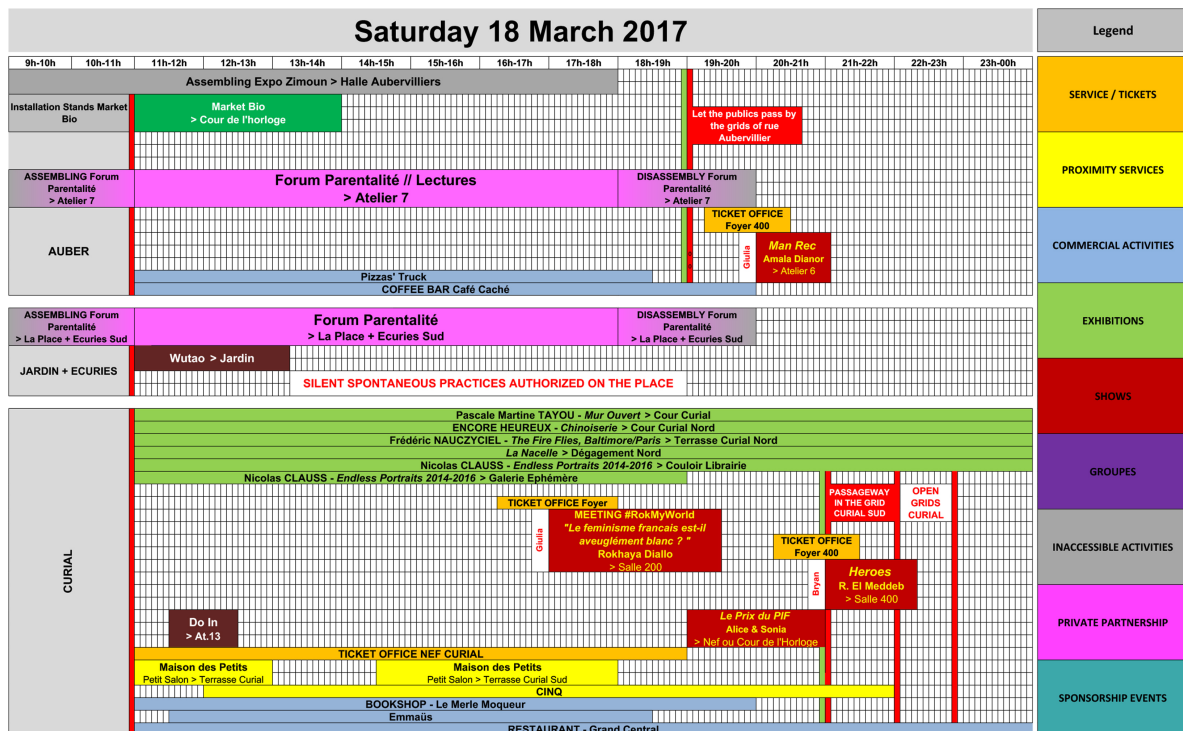 Saturday 18 March 2017
Legend
9h-10h 10h-11h 11h-12h 12h-13h 13h-14h 14h-15h 15h-16h 16h-17h 17h-18h 18h-19h 19h-20h 20h-21h 21h-22h 22h-23h 23h-00h
Assembling Expo Zimoun > Halle Aubervilliers
Installation Stands Market
Bio
Market Bio
> Cour de l'horloge
Let the publics pass by
the grids of rue
Aubervillier
ASSEMBLING Forum
Parentalité
> Atelier 7
Forum Parentalité // Lectures
> Atelier 7
DISASSEMBLY Forum
Parentalité
> Atelier 7
AUBER
TICKET OFFICE
Foyer 400
Giulia
Man Rec
Amala Dianor
> Atelier 6
Pizzas' Truck
COFFEE BAR Café Caché
ASSEMBLING Forum
Parentalité
> La Place + Ecuries Sud
Forum Parentalité
> La Place + Ecuries Sud
DISASSEMBLY Forum
Parentalité
> La Place + Ecuries Sud
JARDIN + ECURIES
Wutao > Jardin
SILENT SPONTANEOUS PRACTICES AUTHORIZED ON THE PLACE
CURIAL
Pascale Martine TAYOU - Mur Ouvert > Cour Curial
ENCORE HEUREUX - Chinoiserie > Cour Curial Nord
Frédéric NAUCZYCIEL - The Fire Flies, Baltimore/Paris > Terrasse Curial Nord
La Nacelle > Dégagement Nord
Nicolas CLAUSS - Endless Portraits 2014-2016 > Couloir Librairie
Nicolas CLAUSS - Endless Portraits 2014-2016 > Galerie Ephémère
PASSAGEWAY
IN THE GRID
CURIAL SUD
OPEN
GRIDS
CURIAL
TICKET OFFICE Foyer
Giulia
MEETING #RokMyWorld
"Le feminisme francais est-il
aveuglément blanc ? "
Rokhaya Diallo
> Salle 200
TICKET OFFICE
Foyer 400
Bryan
Heroes
R. El Meddeb
> Salle 400
Do In
> At.13
Le Prix du PIF
Alice & Sonia
> Nef ou Cour de l'Horloge
TICKET OFFICE NEF CURIAL
Maison des Petits
Petit Salon > Terrasse Curial
Maison des Petits
Petit Salon > Terrasse Curial Sud
CINQ
BOOKSHOP - Le Merle Moqueur
Emmaüs
RESTAURANT - Grand Central
SERVICE / TICKETS
PROXIMITY SERVICES
COMMERCIAL ACTIVITIES
EXHIBITIONS
SHOWS
GROUPES
INACCESSIBLE ACTIVITIES
PRIVATE PARTNERSHIP
SPONSORSHIP EVENTS